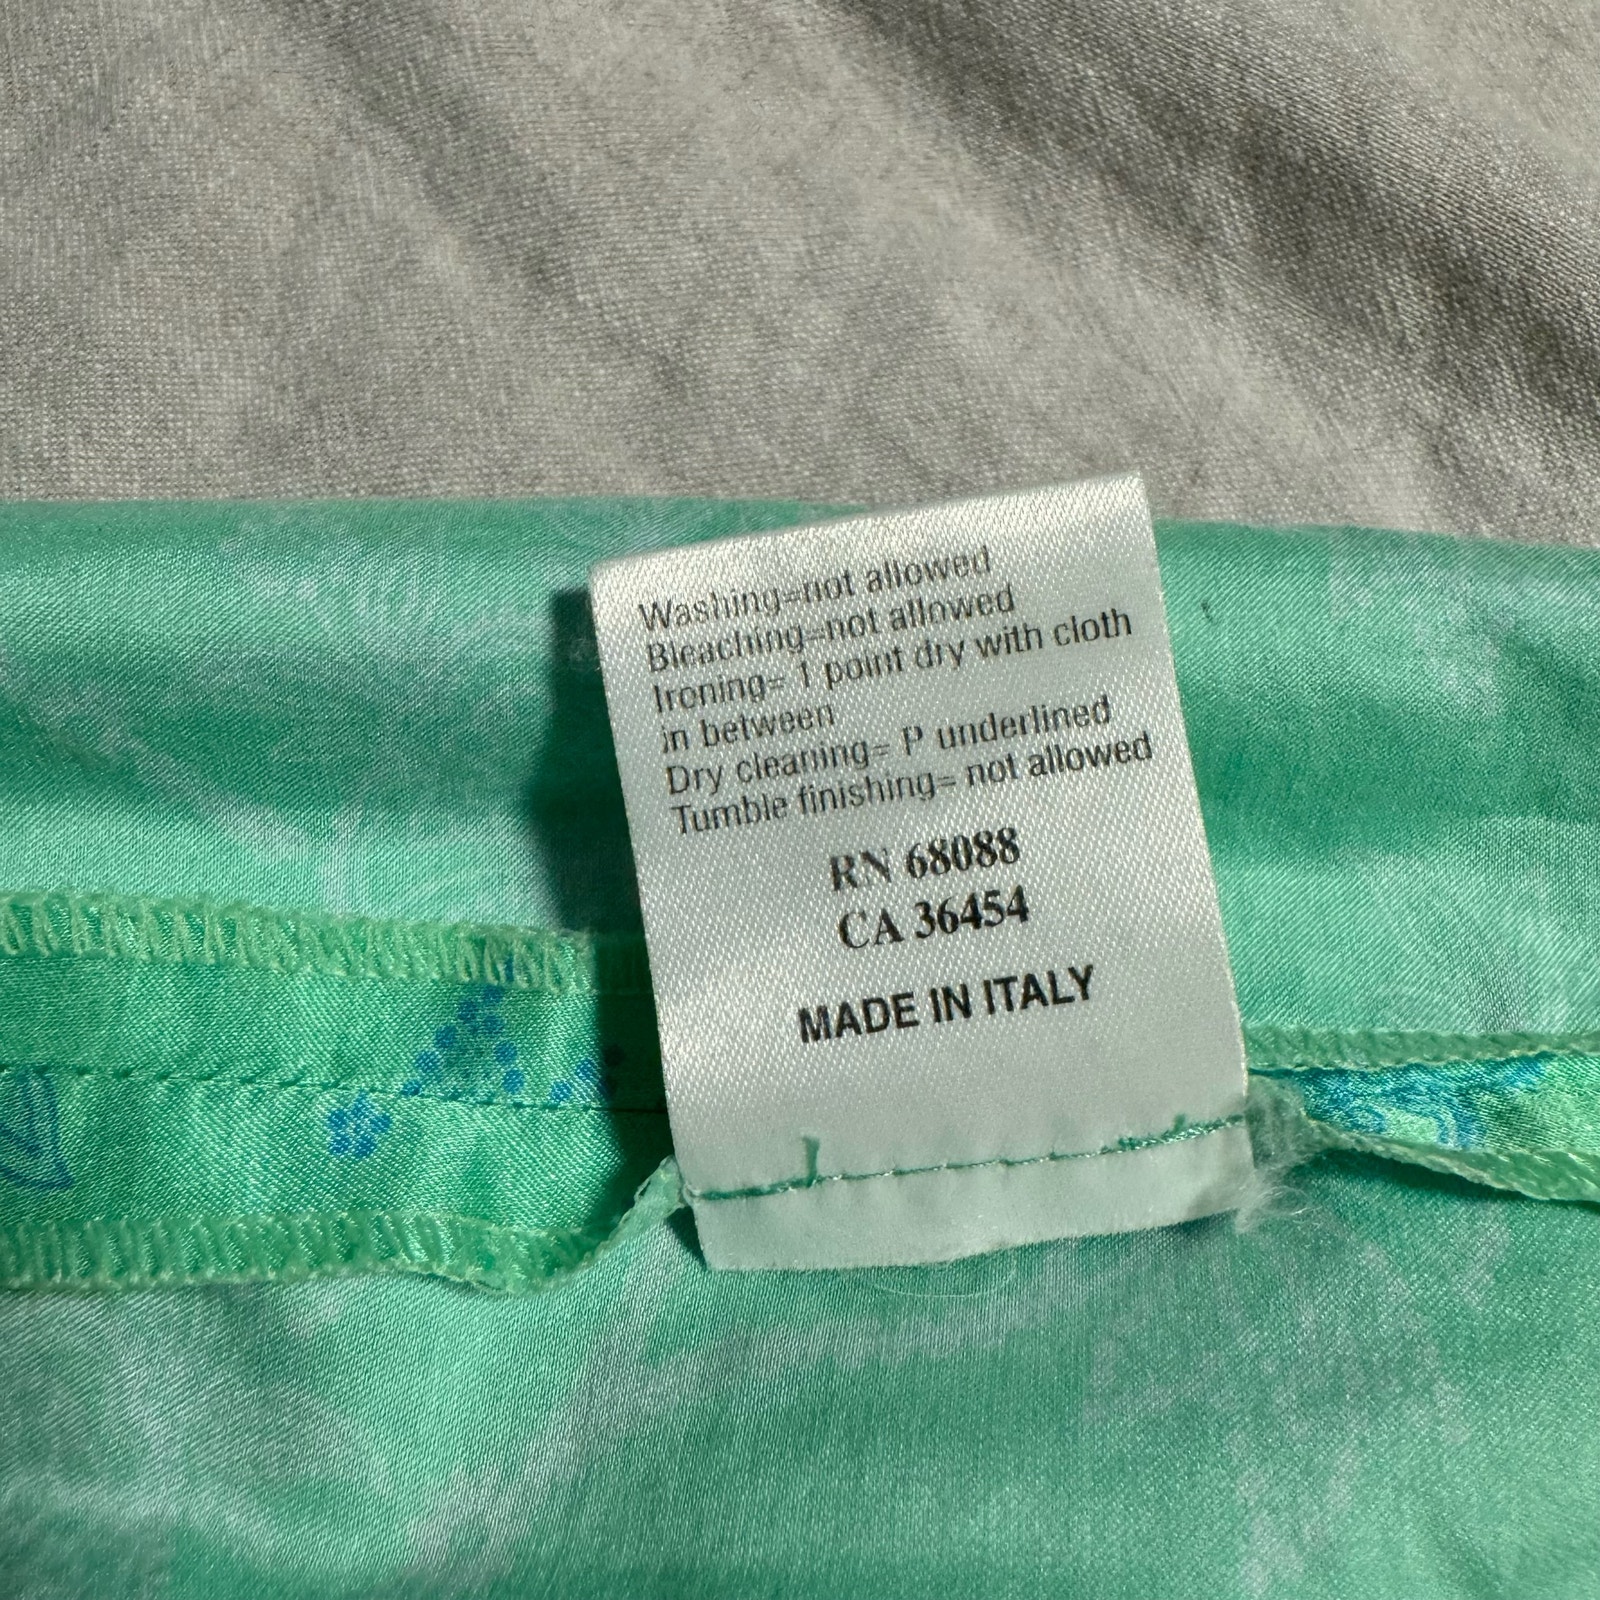 Washing=not allowed
Bleaching=not allowed
Ironing= 1 point dry with cloth
in between
Dry cleaning= P underlined
Tumble finishing= not allowed
RN 68088
CA 36454
MADE IN ITALY